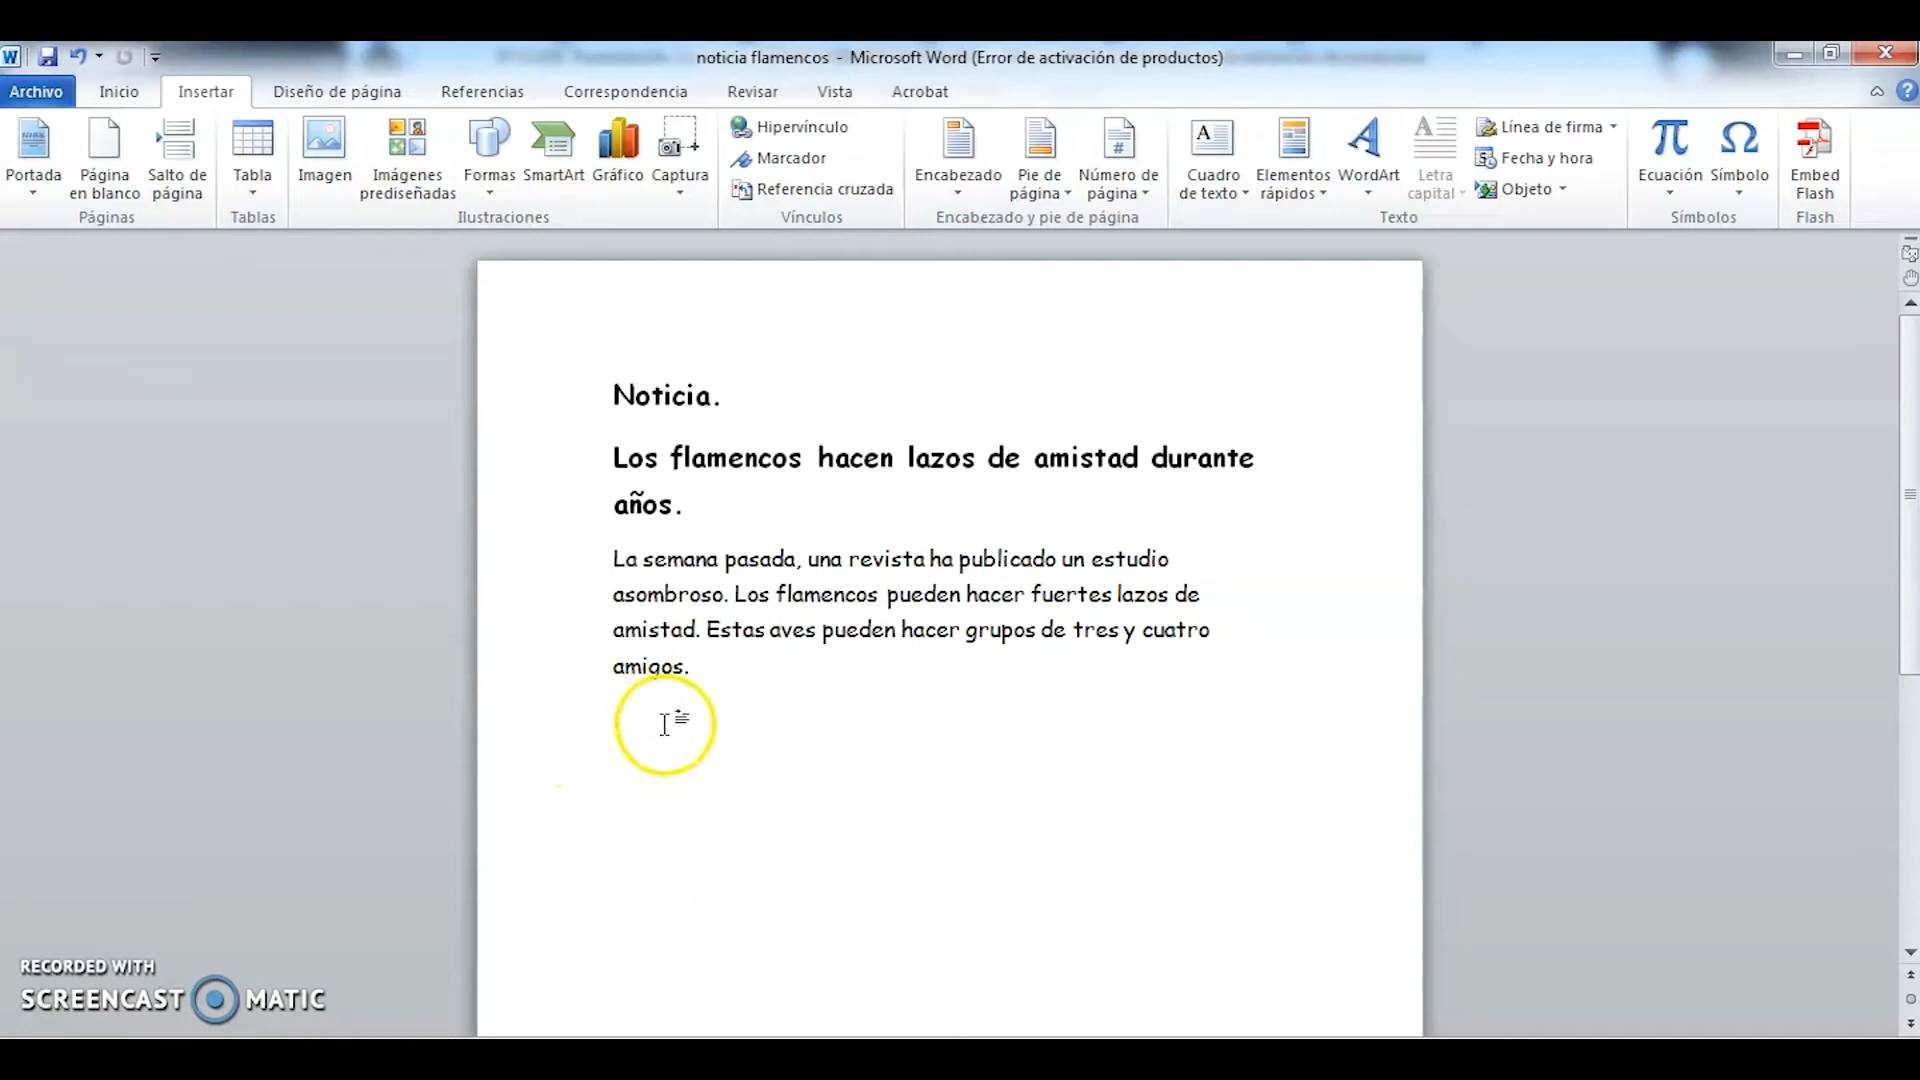 noticia flamencos - Microsoft Word (Error de activación de productos)
Archivo Inicio Insertar Diseño de página Referencias Correspondencia Revisar Vista Acrobat
Portada
Página en blanco
Salto de página
Páginas
Tabla
Tablas
Imagen
Imágenes prediseñadas
Formas
SmartArt
Gráfico
Captura
Ilustraciones
Hipervínculo
Marcador
Referencia cruzada
Vínculos
Encabezado
Pie de página
Número de página
Encabezado y pie de página
Cuadro de texto
Elementos rápidos
WordArt
Letra capital
Línea de firma
Fecha y hora
Objeto
Texto
Ecuación
Símbolo
Símbolos
Embed Flash
Flash
Noticia.
Los flamencos hacen lazos de amistad durante
años.
La semana pasada, una revista ha publicado un estudio
asombroso. Los flamencos pueden hacer fuertes lazos de
amistad. Estas aves pueden hacer grupos de tres y cuatro
amigos.
RECORDED WITH
SCREENCAST MATIC